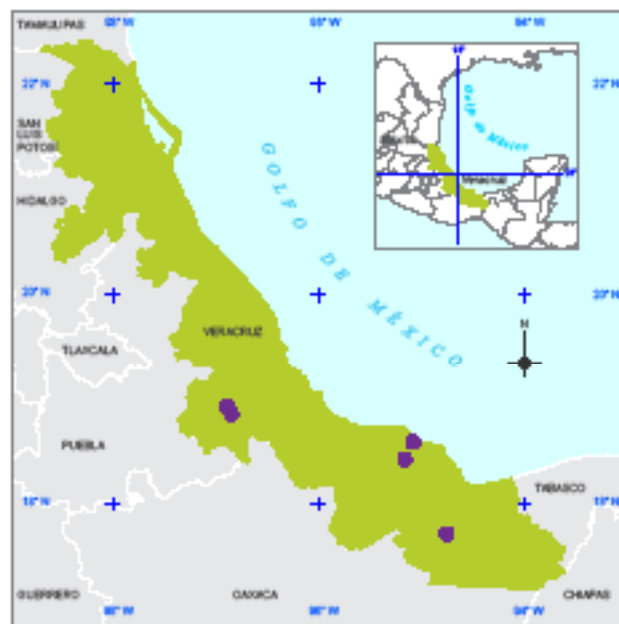 TAMAULIPAS
98° W
96° W
94° W
22° N
22° N
SAN
LUIS
POTOSÍ
HIDALGO
GOLFO DE MÉXICO
Golfo de México
Veracruz
20° N
20° N
N
VERACRUZ
TLAXCALA
PUEBLA
TABASCO
18° N
18° N
GUERRERO
OAXACA
CHIAPAS
98° W
96° W
94° W